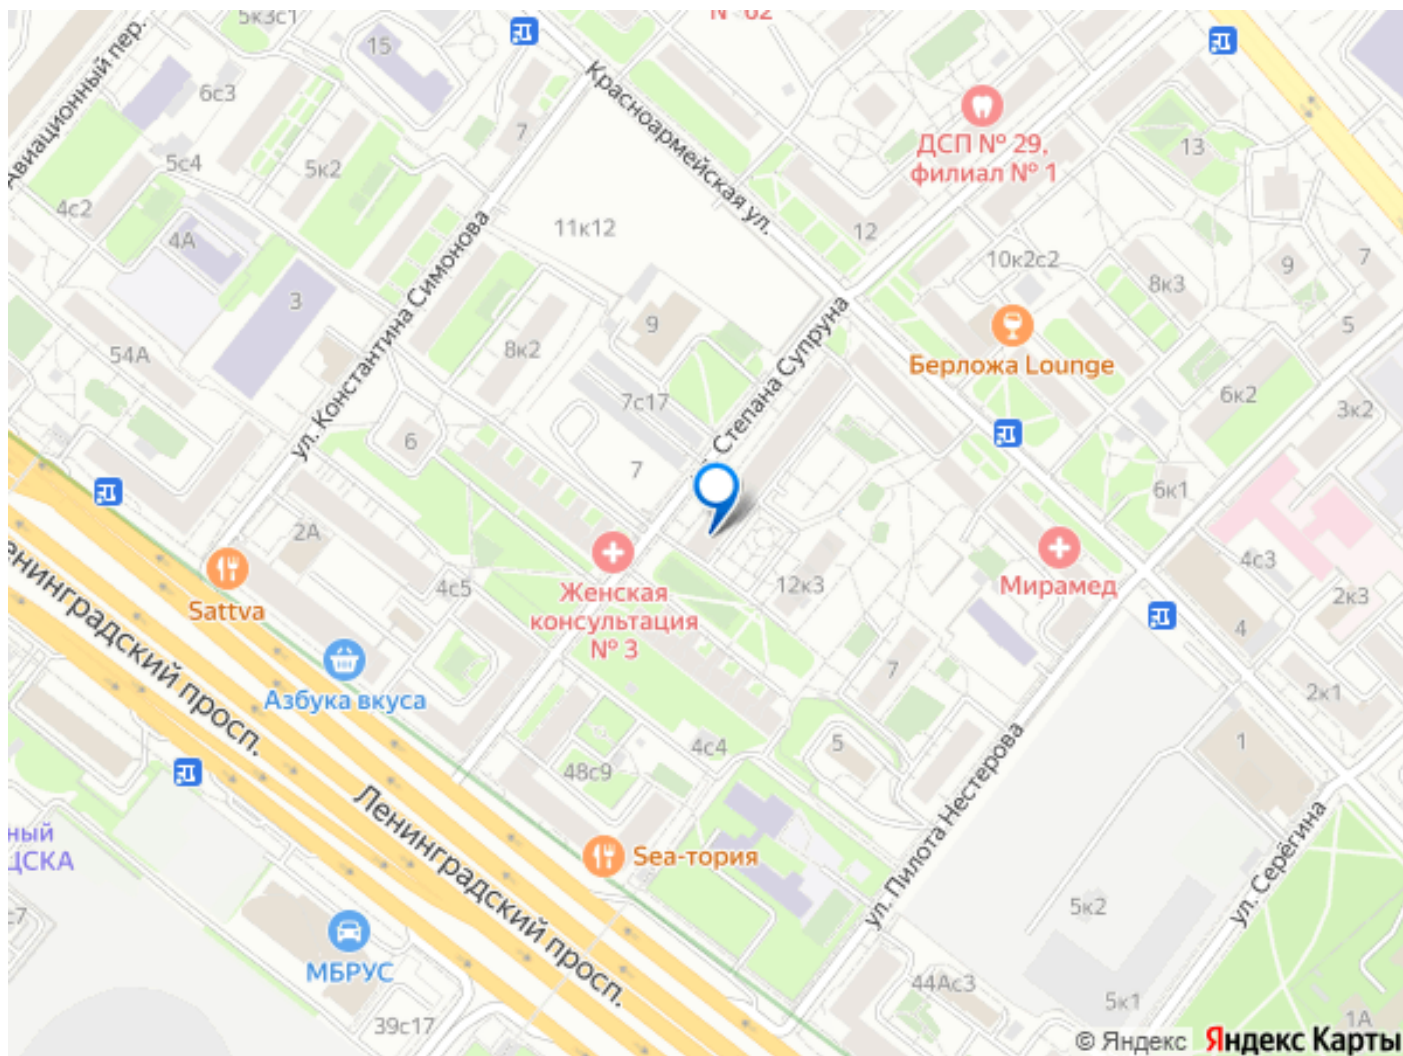 5к3с1
№ 62
15
Авиационный пер.
6с3
7
Красноармейская ул.
ДСП № 29,
филиал № 1
13
5с4
5к2
4с2
4А
11к12
12
10к2с2
9
7
8к3
3
ул. Константина Симонова
9
5
54А
8к2
Берложа Lounge
7с17
Степана Супруна
6к2
3к2
6
7
6к1
2А
Женская
консультация
№ 3
12к3
Мирамед
4с3
2к3
Sattva
4с5
4
7
2к1
Азбука вкуса
Ленинградский просп.
4с4
5
1
48с9
ул. Пилота Нестерова
ный
ЦСКА
Sea-тория
Ленинградский просп.
ул. Серёгина
5к2
МБРУС
44Ас3
5к1
39с17
1А
© Яндекс Яндекс Карты